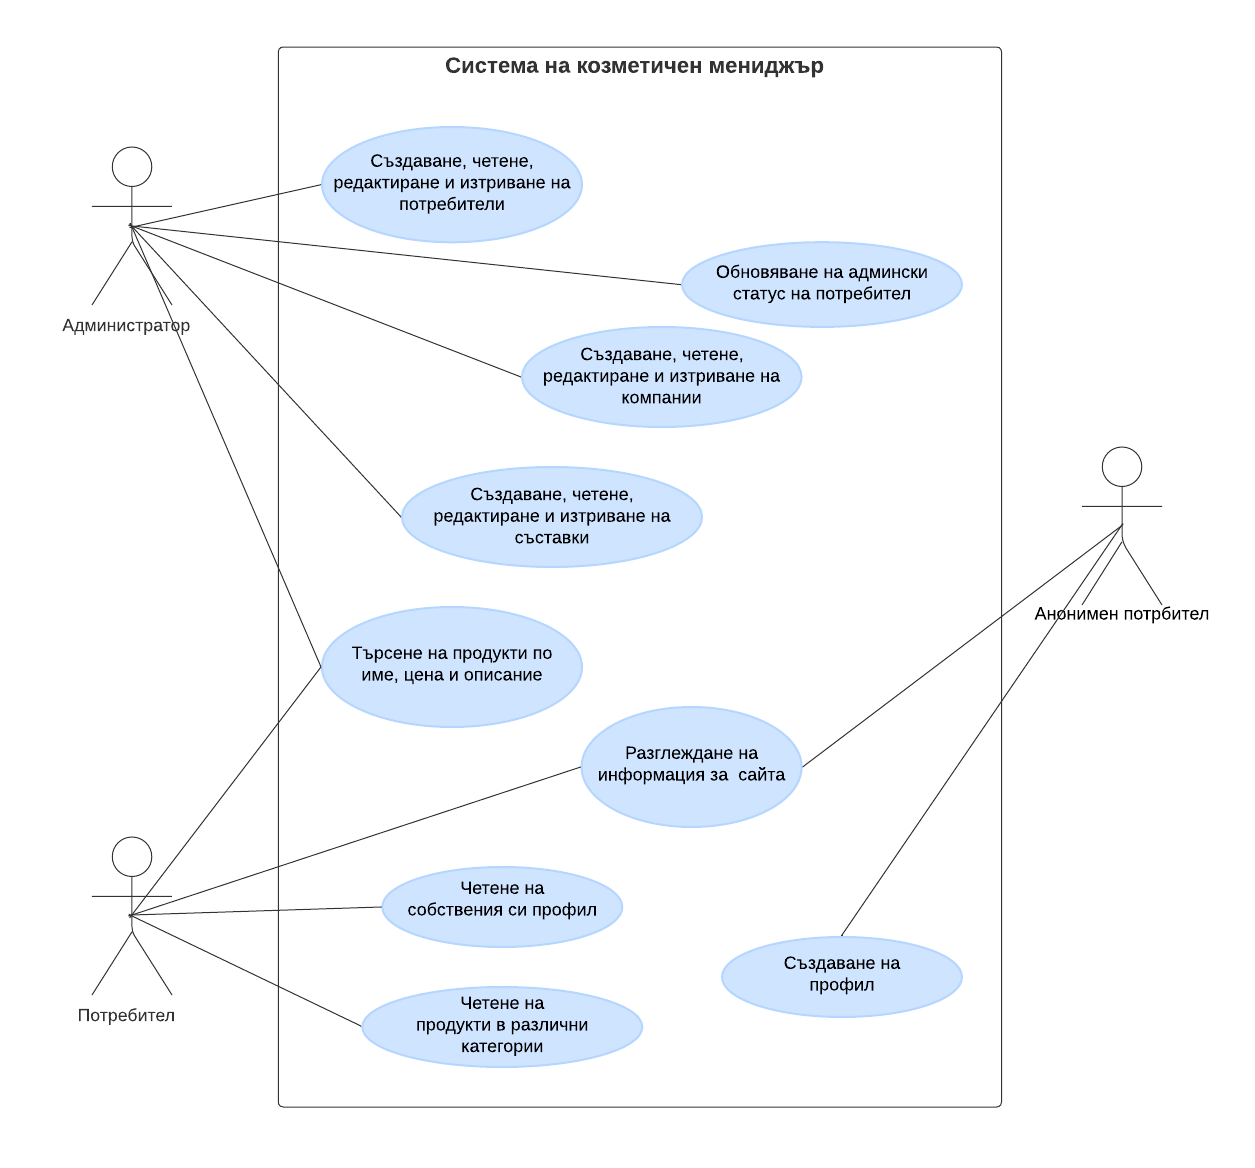 Система на козметичен мениджър
Създаване, четене,
редактиране и изтриване на
потребители
Обновяване на админски
статус на потребител
Администратор
Създаване, четене,
редактиране и изтриване на
компании
Създаване, четене,
редактиране и изтриване на
съставки
Анонимен потрбител
Търсене на продукти по
име, цена и описание
Разглеждане на
информация за  сайта
Четене на
собствения си профил
Създаване на
профил
Потребител
Четене на
продукти в различни
категории